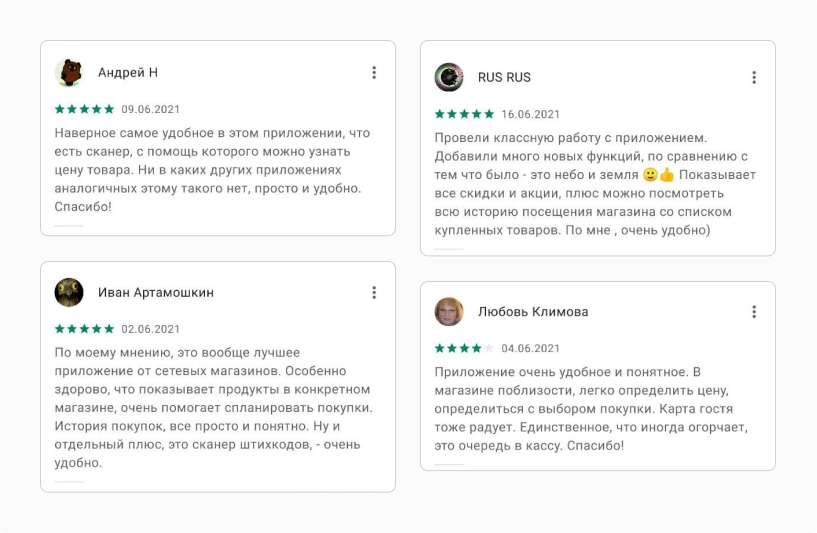 Андрей Н
09.06.2021
Наверное самое удобное в этом приложении, что
есть сканер, с помощь которого можно узнать
цену товара. Ни в каких других приложениях
аналогичных этому такого нет, просто и удобно.
Спасибо!
Иван Артамошкин
02.06.2021
По моему мнению, это вообще лучшее
приложение от сетевых магазинов. Особенно
здорово, что показывает продукты в конкретном
магазине, очень помогает спланировать покупки.
История покупок, все просто и понятно. Ну и
отдельный плюс, это сканер штихкодов, - очень
удобно.
RUS RUS
16.06.2021
Провели классную работу с приложением.
Добавили много новых функций, по сравнению с
тем что было - это небо и земля 🙂👍 Показывает
все скидки и акции, плюс можно посмотреть
всю историю посещения магазина со списком
купленных товаров. По мне , очень удобно)
Любовь Климова
04.06.2021
Приложение очень удобное и понятное. В
магазине поблизости, легко определить цену,
определиться с выбором покупки. Карта гостя
тоже радует. Единственное, что иногда огорчает,
это очередь в кассу. Спасибо!